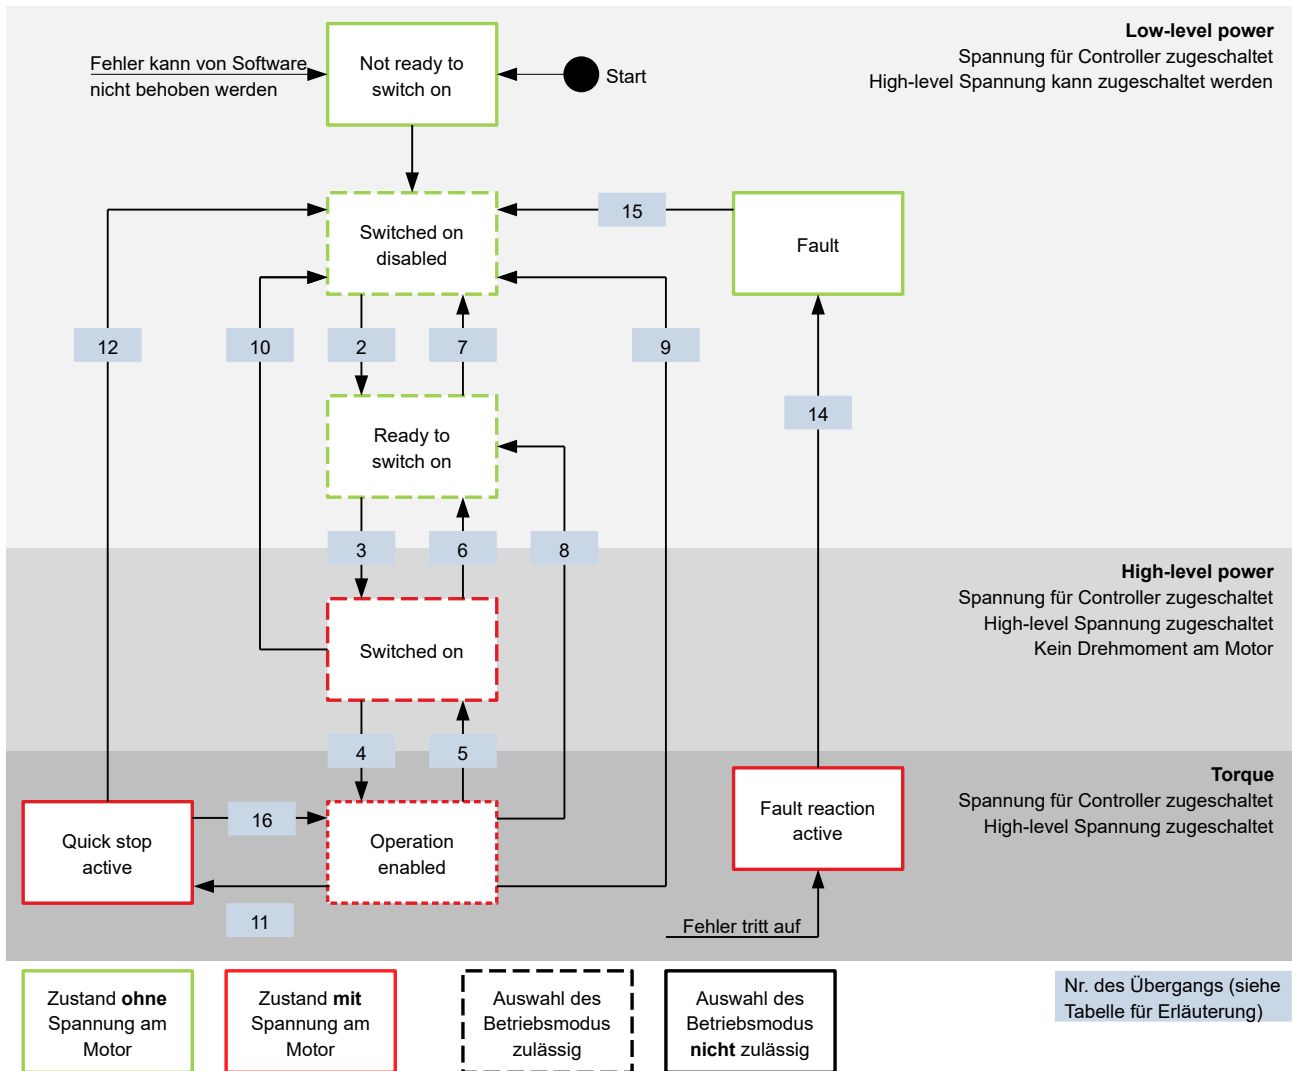 Low-level power
Spannung für Controller zugeschaltet
High-level Spannung kann zugeschaltet werden
Fehler kann von Software
nicht behoben werden
Not ready to
switch on
Start
Switched on
disabled
15
Fault
12
10
2
7
9
14
Ready to
switch on
3
6
8
High-level power
Spannung für Controller zugeschaltet
High-level Spannung zugeschaltet
Kein Drehmoment am Motor
Switched on
4
5
Torque
Spannung für Controller zugeschaltet
High-level Spannung zugeschaltet
Quick stop
active
16
Operation
enabled
Fault reaction
active
11
Fehler tritt auf
Zustand ohne
Spannung am
Motor
Zustand mit
Spannung am
Motor
Auswahl des
Betriebsmodus
zulässig
Auswahl des
Betriebsmodus
nicht zulässig
Nr. des Übergangs (siehe
Tabelle für Erläuterung)